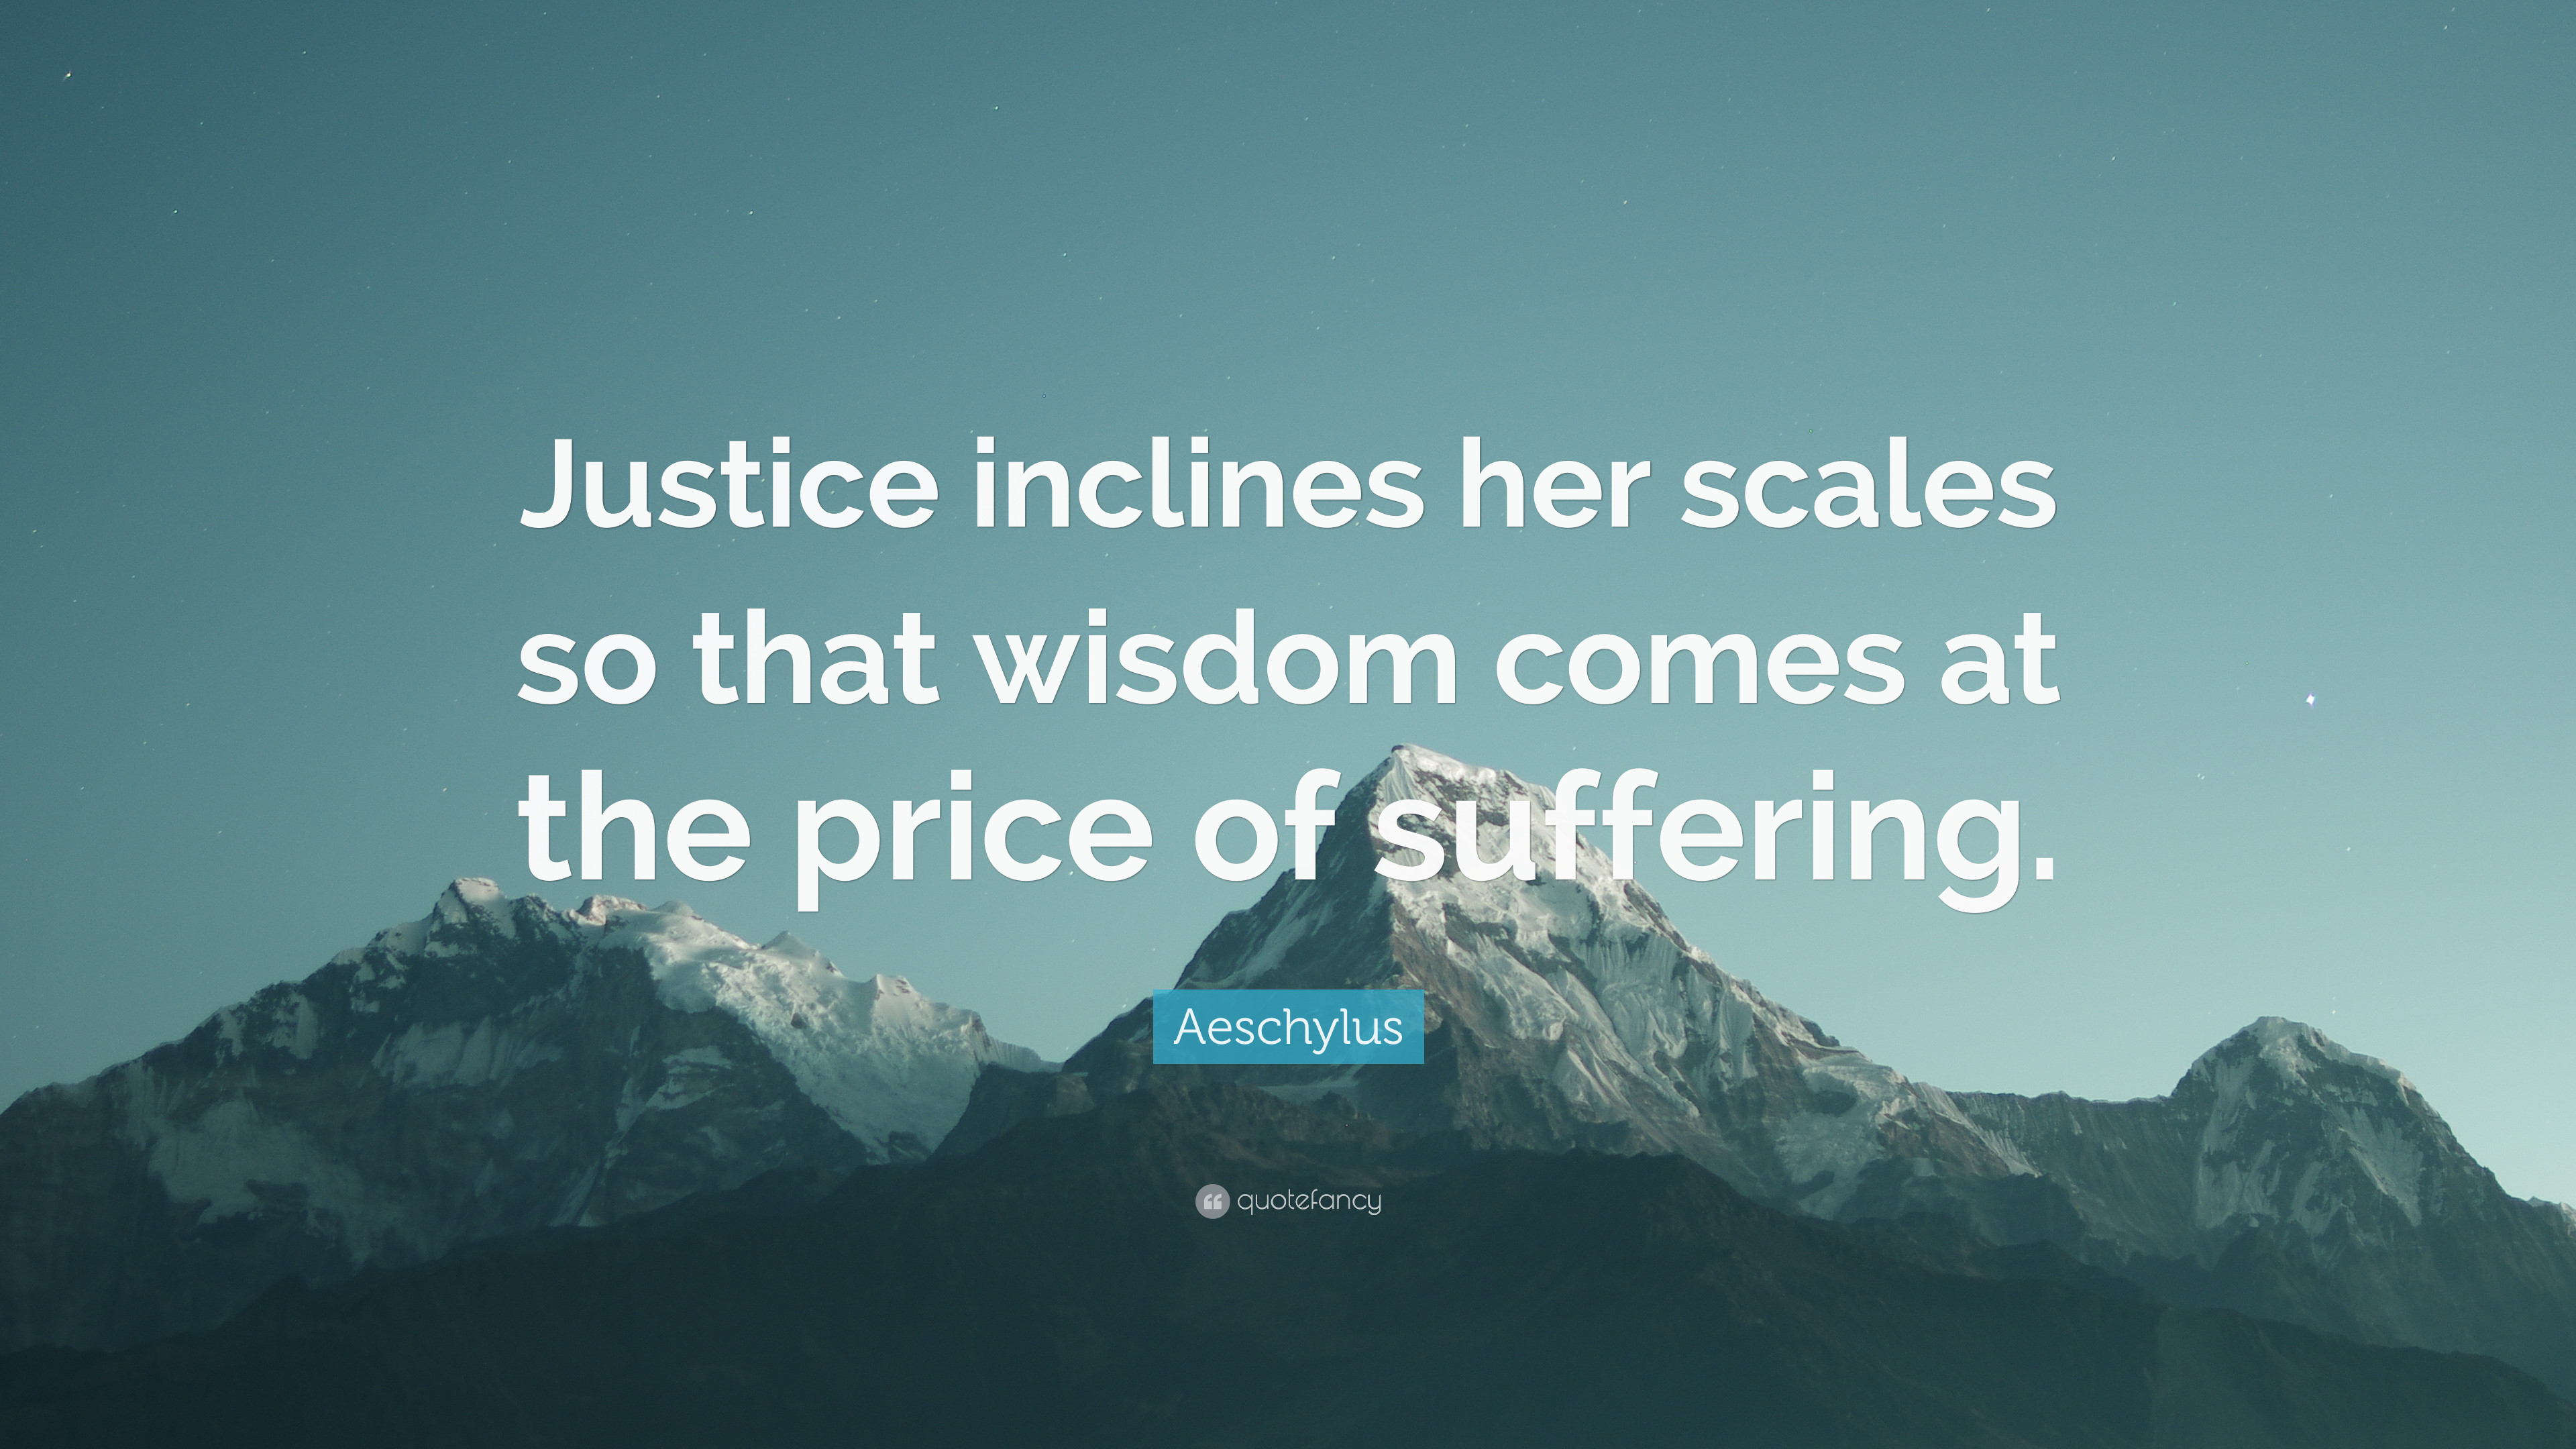 Justice inclines her scales
so that wisdom comes at
the price of suffering.
Aeschylus
quotefancy